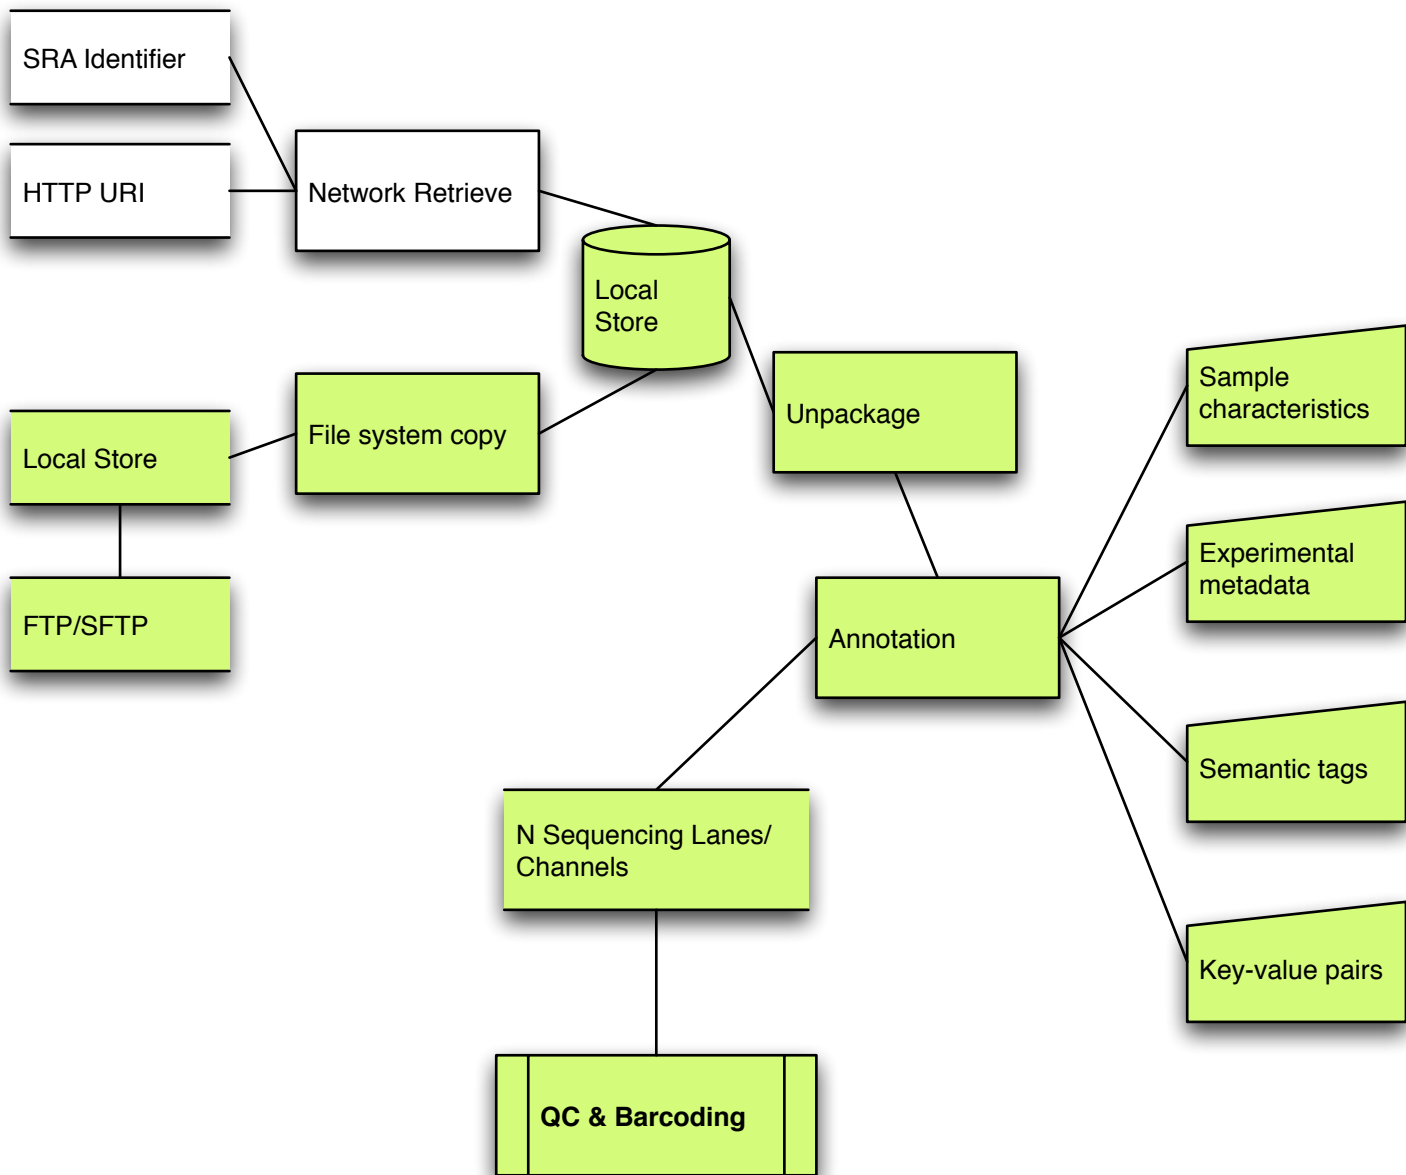 SRA Identifier
HTTP URI
Network Retrieve
Local
Store
File system copy
Local Store
FTP/SFTP
Unpackage
Sample
characteristics
Experimental
metadata
Annotation
Semantic tags
N Sequencing Lanes/
Channels
Key-value pairs
QC & Barcoding